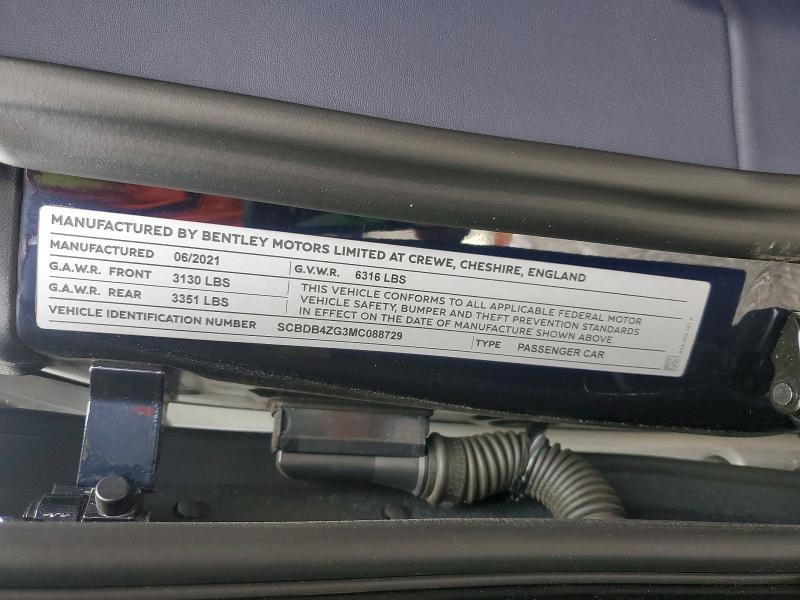 MANUFACTURED BY BENTLEY MOTORS LIMITED AT CREWE, CHESHIRE, ENGLAND
MANUFACTURED 06/2021
G.V.W.R. 6316 LBS
G.A.W.R. FRONT 3130 LBS
G.A.W.R. REAR 3351 LBS
THIS VEHICLE CONFORMS TO ALL APPLICABLE FEDERAL MOTOR
VEHICLE SAFETY, BUMPER AND THEFT PREVENTION STANDARDS
IN EFFECT ON THE DATE OF MANUFACTURE SHOWN ABOVE
VEHICLE IDENTIFICATION NUMBER SCBDB4ZG3MC088729
TYPE PASSENGER CAR